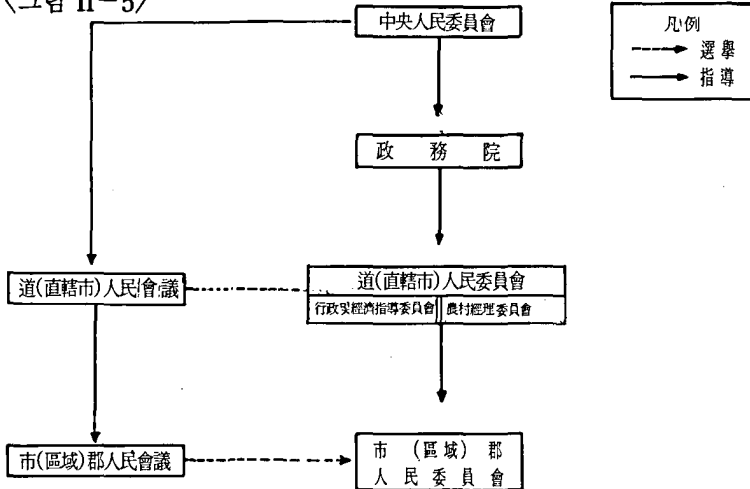 〈그림 II-5〉
中央人民委員會
凡例
選擧
指導
政 務 院
道(直轄市)人民會議
道(直轄市)人民委員會
行政및經濟指導委員會 農村經理委員會
市(區域)郡人民會議
市 (區域) 郡
人 民 委 員 會